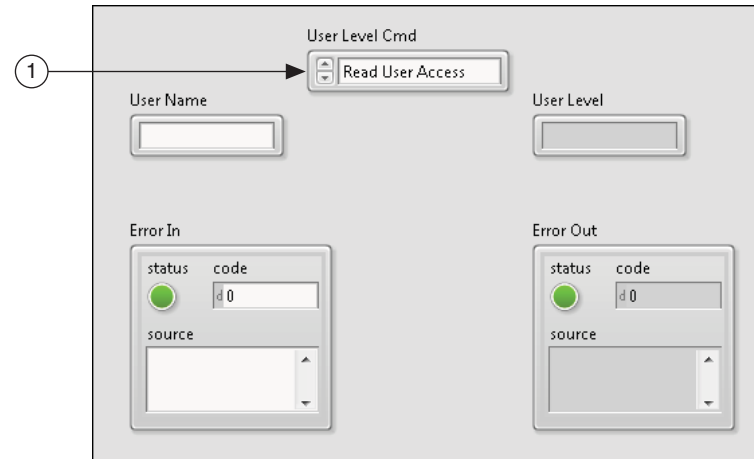 User Level Cmd
1
Read User Access
User Name
User Level
Error In
Error Out
status code
status code
d 0
d 0
source
source